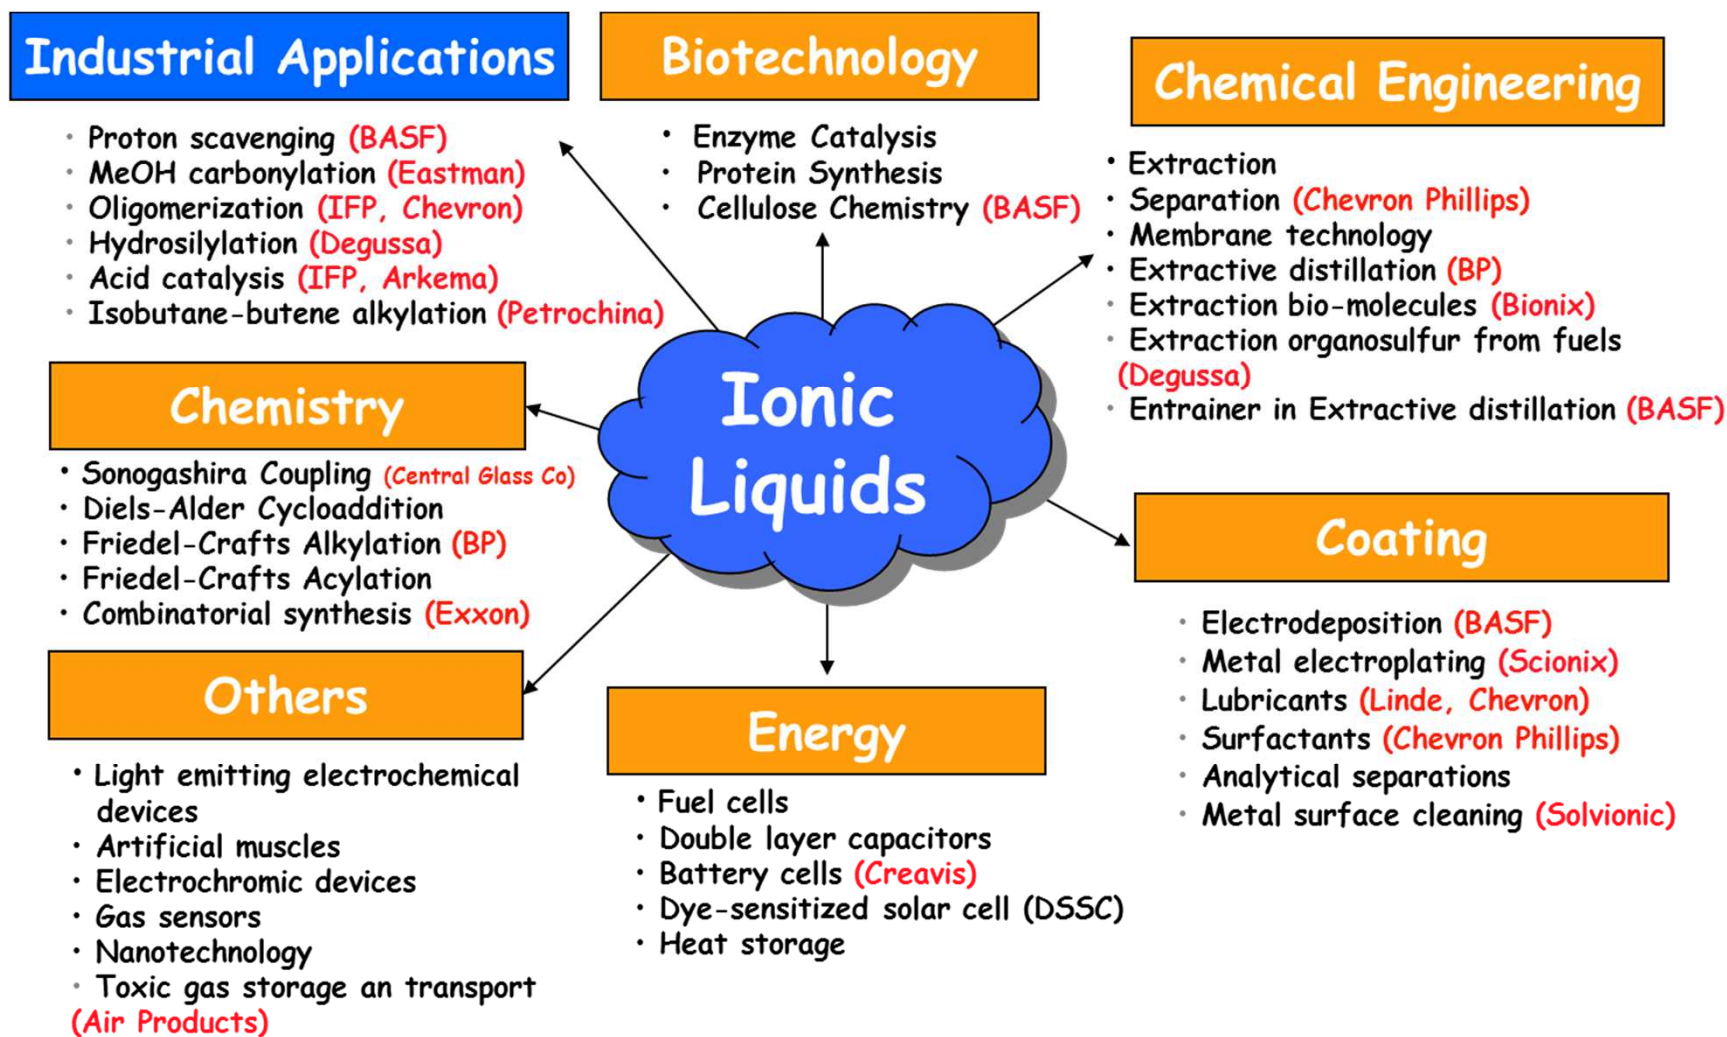 Industrial Applications
• Proton scavenging (BASF)
• MeOH carbonylation (Eastman)
• Oligomerization (IFP, Chevron)
• Hydrosilylation (Degussa)
• Acid catalysis (IFP, Arkema)
• Isobutane-butene alkylation (Petrochina)
Biotechnology
• Enzyme Catalysis
• Protein Synthesis
• Cellulose Chemistry (BASF)
Chemical Engineering
• Extraction
• Separation (Chevron Phillips)
• Membrane technology
• Extractive distillation (BP)
• Extraction bio-molecules (Bionix)
• Extraction organosulfur from fuels
(Degussa)
• Entrainer in Extractive distillation (BASF)
Ionic
Liquids
Chemistry
• Sonogashira Coupling (Central Glass Co)
• Diels-Alder Cycloaddition
• Friedel-Crafts Alkylation (BP)
• Friedel-Crafts Acylation
• Combinatorial synthesis (Exxon)
Coating
• Electrodeposition (BASF)
• Metal electroplating (Scionix)
• Lubricants (Linde, Chevron)
• Surfactants (Chevron Phillips)
• Analytical separations
• Metal surface cleaning (Solvionic)
Others
• Light emitting electrochemical
devices
• Artificial muscles
• Electrochromic devices
• Gas sensors
• Nanotechnology
• Toxic gas storage an transport
(Air Products)
Energy
• Fuel cells
• Double layer capacitors
• Battery cells (Creavis)
• Dye-sensitized solar cell (DSSC)
• Heat storage